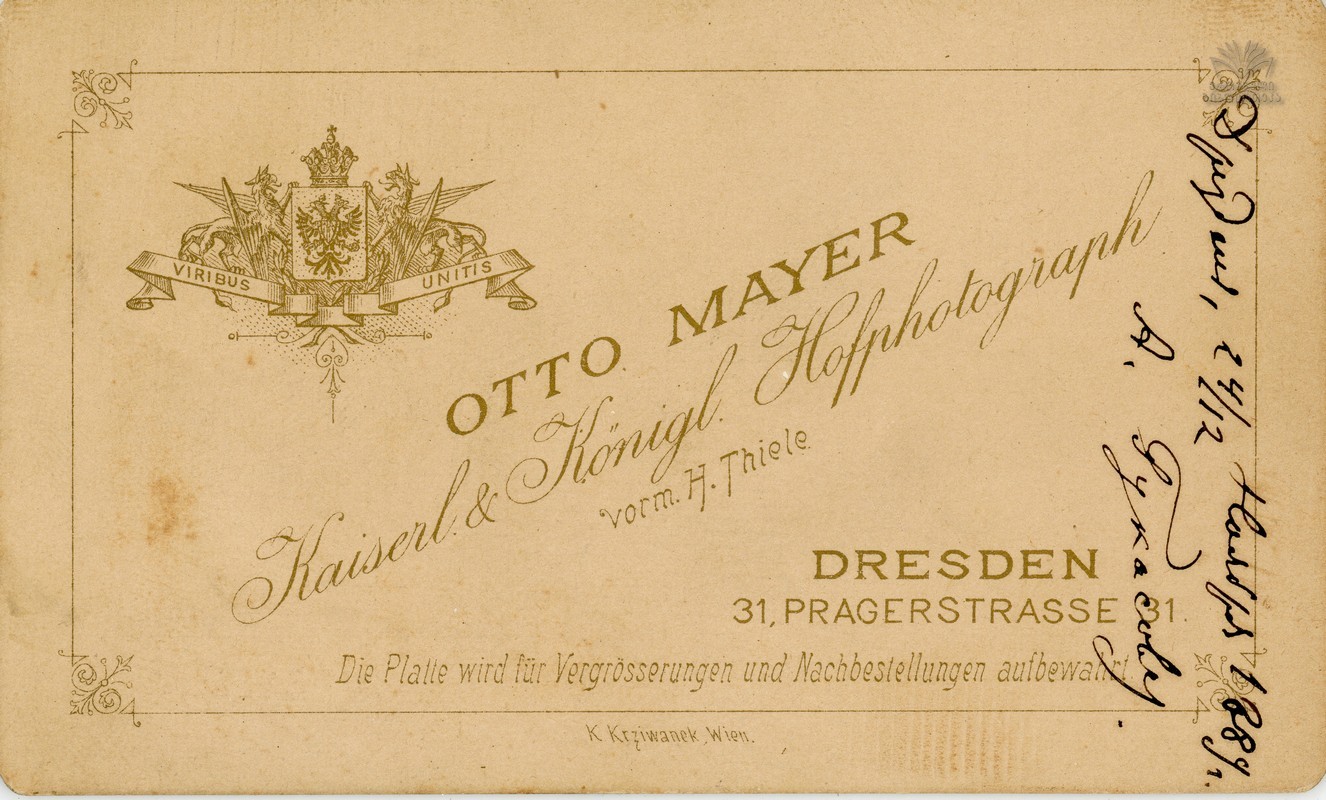 VIRIBUS UNITIS
OTTO MAYER
Kaiserl. & Königl. Hofphotograph
vorm. H. Thiele.
DRESDEN
31, PRAGERSTRASSE 31.
Die Platte wird für Vergrösserungen und Nachbestellungen aufbewahrt.
K. Krziwanek, Wien.
24/12 1889 г.
А.